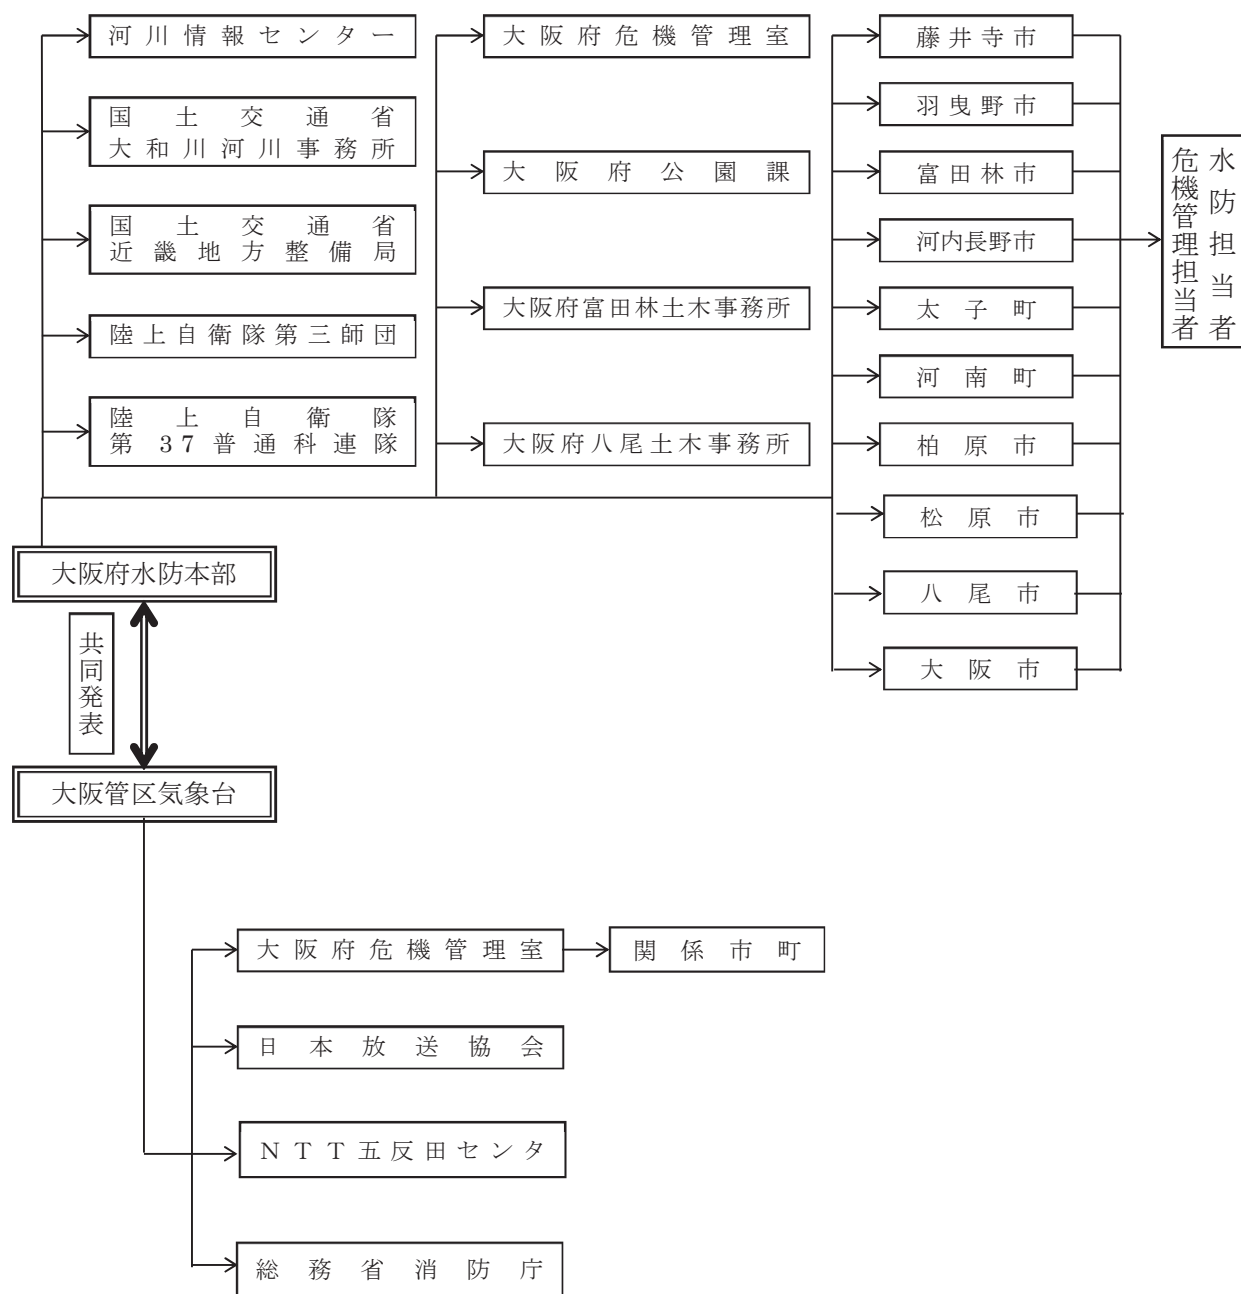 河川情報センター
国土交通省
大和川河川事務所
国土交通省
近畿地方整備局
陸上自衛隊第三師団
陸上自衛隊
第37普通科連隊
大阪府危機管理室
大阪府公園課
大阪府富田林土木事務所
大阪府八尾土木事務所
藤井寺市
羽曳野市
富田林市
河内長野市
太子町
河南町
柏原市
松原市
八尾市
大阪市
水防担当者
危機管理担当者
大阪府水防本部
共同発表
大阪管区気象台
大阪府危機管理室
関係市町
日本放送協会
NTT五反田センタ
総務省消防庁